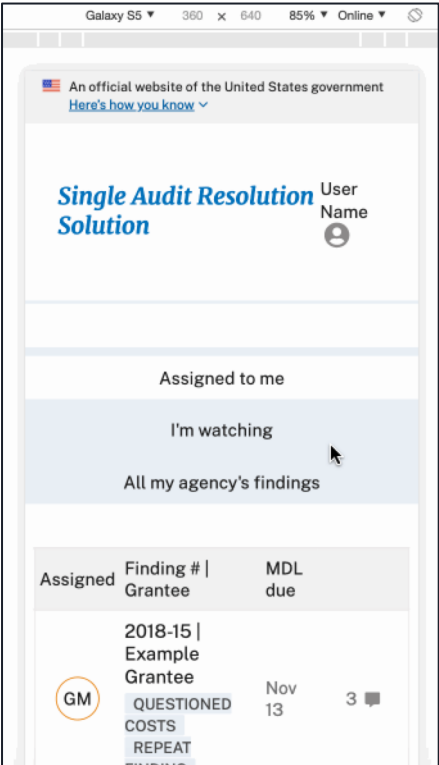 Galaxy S5 ▼ 360 x 640 85% ▼ Online ▼
An official website of the United States government
Here's how you know
Single Audit Resolution
Solution
User
Name
Assigned to me
I'm watching
All my agency's findings
Assigned
Finding # |
Grantee
MDL
due
GM
2018-15 |
Example
Grantee
QUESTIONED
COSTS
REPEAT
Nov
13
3